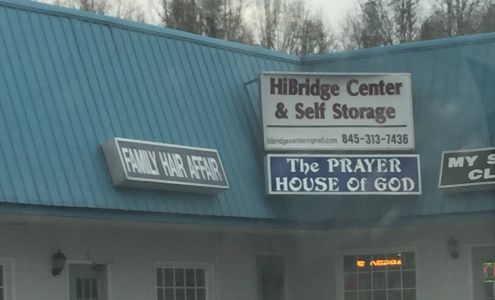 FAMILY HAIR AFFAIR
HiBridge Center
& Self Storage
hibridgecenter@gmail.com 845-313-7436
The PRAYER
HOUSE of GOD
MY S
CL